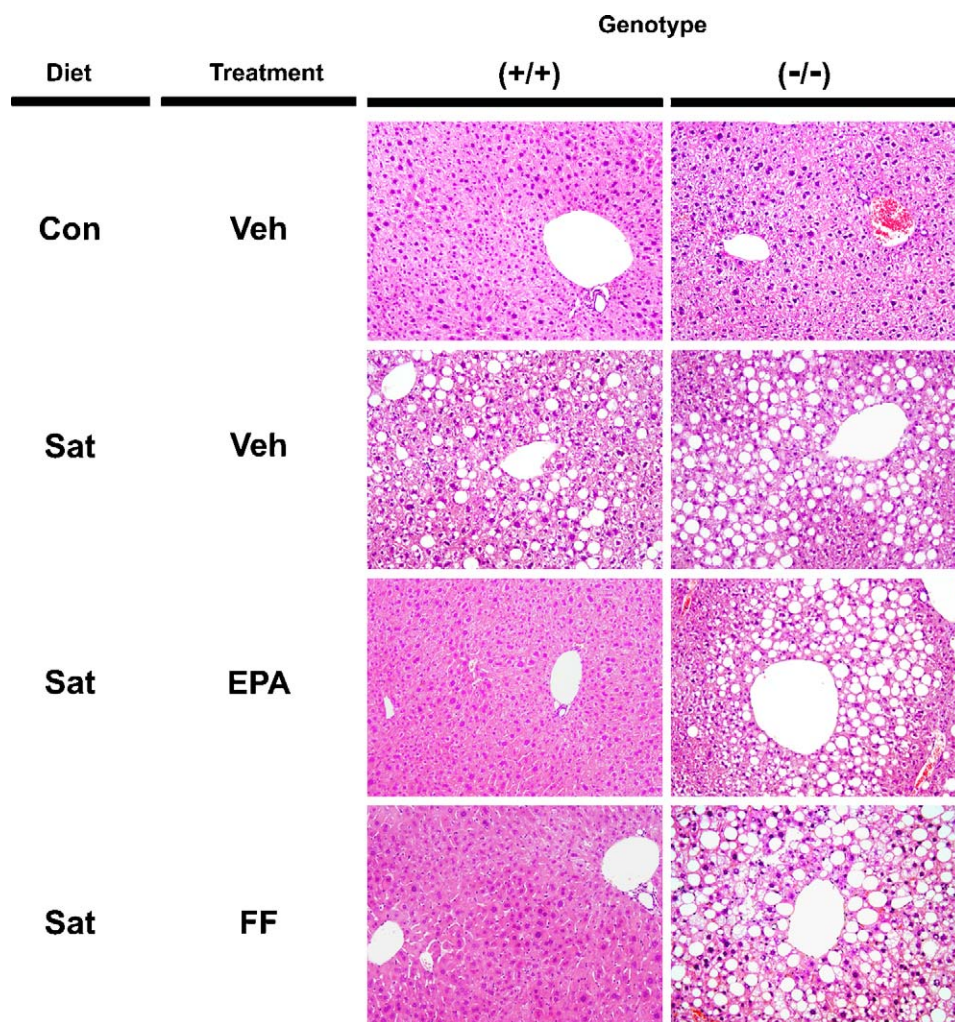 Genotype
Diet Treatment (+/+) (-/-)
Con Veh
Sat Veh
Sat EPA
Sat FF